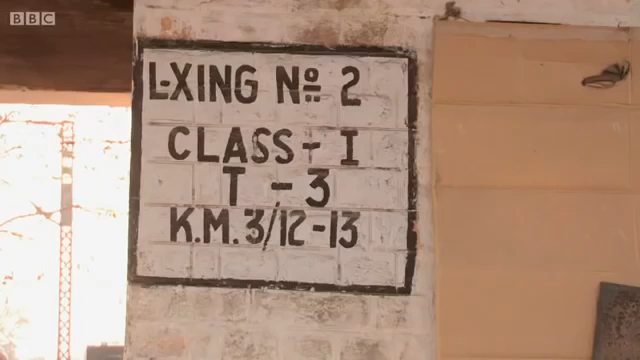 BBC
L-XING Nº 2
CLASS - I
T - 3
K.M. 3/12-13